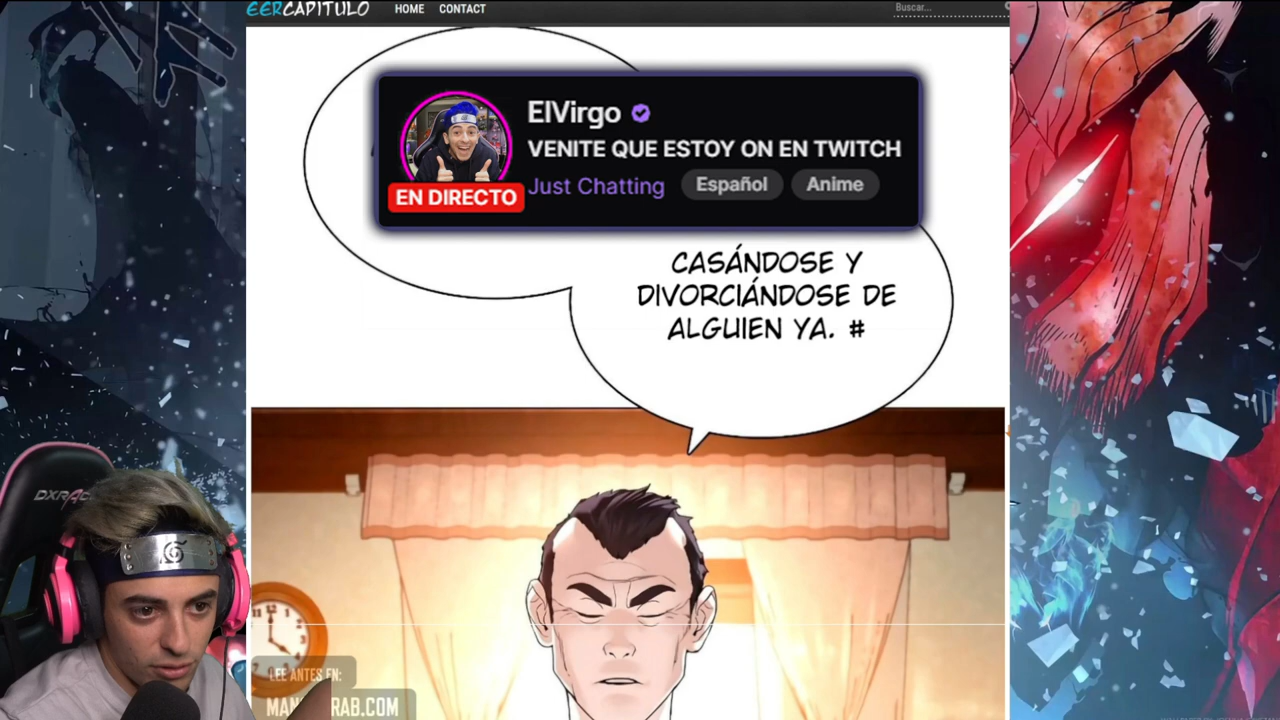 EERCAPITULO
HOME
CONTACT
Buscar...
ElVirgo
VENITE QUE ESTOY ON EN TWITCH
EN DIRECTO
Just Chatting
Español
Anime
CASÁNDOSE Y
DIVORCIÁNDOSE DE
ALGUIEN YA. #
LEE ANTES EN: